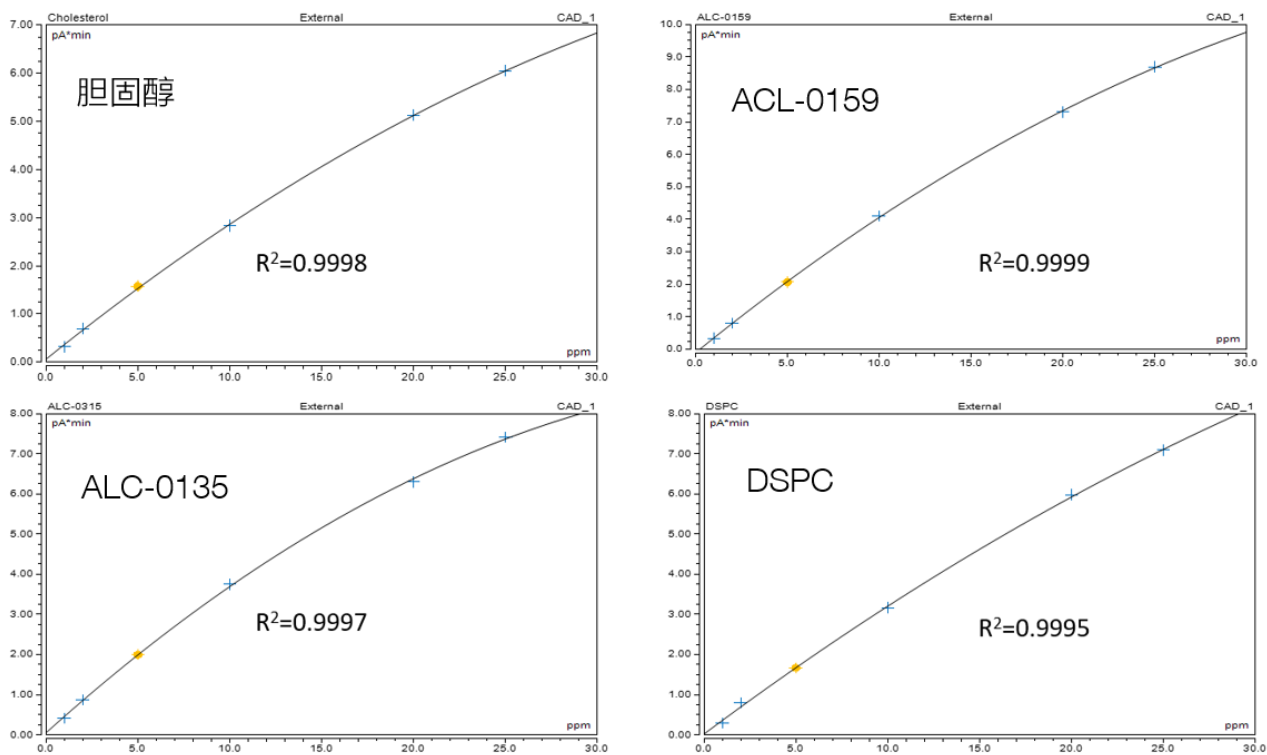 Cholesterol External CAD_1
pA*min
7.00
6.00
5.00
4.00
3.00
2.00
1.00
0.00
胆固醇
R²=0.9998
ppm
0.0 5.0 10.0 15.0 20.0 25.0 30.0
ALC-0159 External CAD_1
pA*min
10.0
9.0
8.0
7.0
6.0
5.0
4.0
3.0
2.0
1.0
0.0
ACL-0159
R²=0.9999
ppm
0.0 5.0 10.0 15.0 20.0 25.0 30.0
ALC-0315 External CAD_1
pA*min
8.00
7.00
6.00
5.00
4.00
3.00
2.00
1.00
0.00
ALC-0135
R²=0.9997
ppm
0.0 5.0 10.0 15.0 20.0 25.0 30.0
DSPC External CAD_1
pA*min
8.00
7.00
6.00
5.00
4.00
3.00
2.00
1.00
0.00
DSPC
R²=0.9995
ppm
0.0 5.0 10.0 15.0 20.0 25.0 30.0